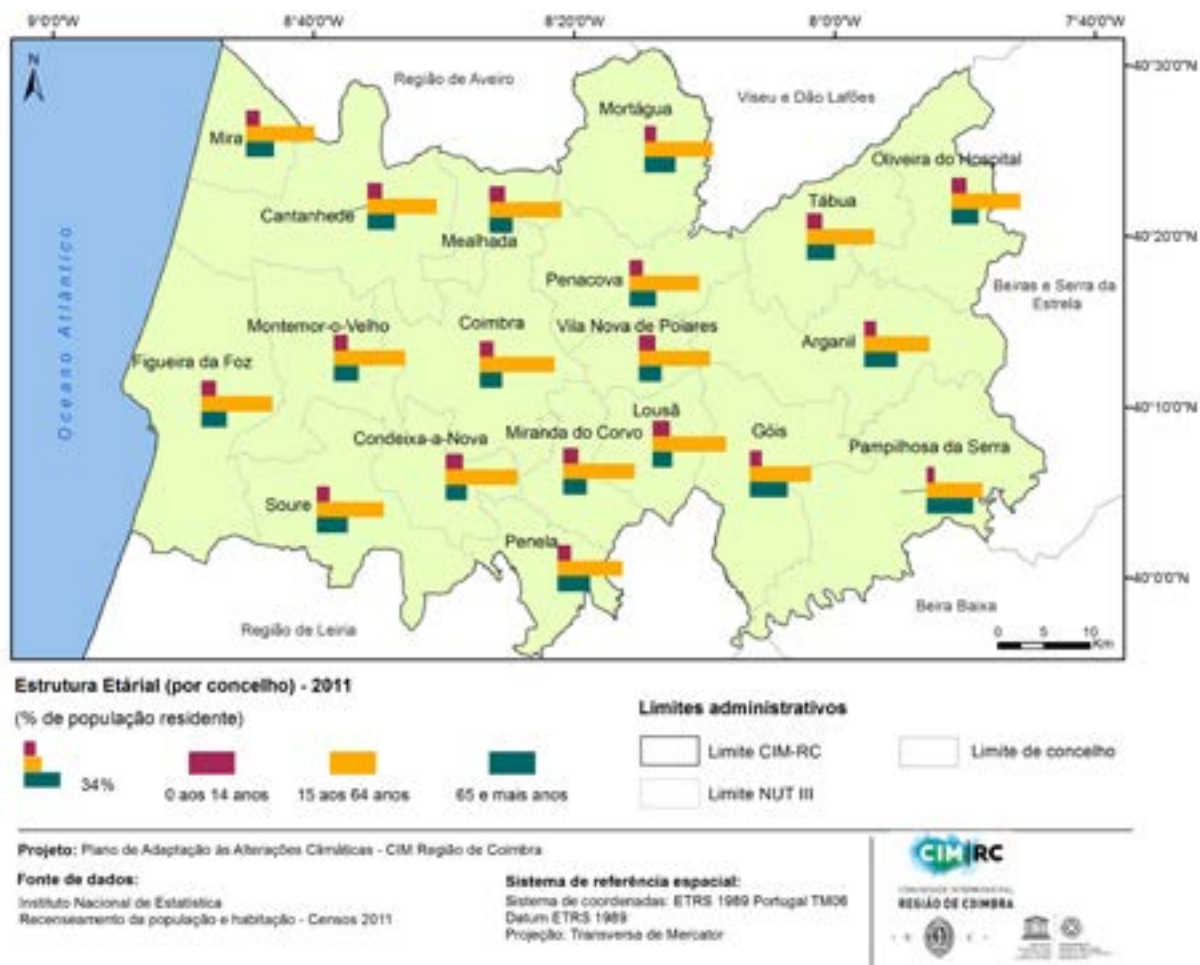 9°0'0"W 8°40'0"W 8°20'0"W 8°0'0"W 7°40'0"W
N
Região de Aveiro
Viseu e Dão Lafões
40°30'0"N
Mortágua
Mira
Oliveira do Hospital
Tábua
Cantanhede
Mealhada
40°20'0"N
Oceano Atlântico
Penacova
Beiras e Serra da
Estrela
Montemor-o-Velho
Coimbra
Vila Nova de Poiares
Arganil
Figueira da Foz
40°10'0"N
Lousã
Condeixa-a-Nova
Miranda do Corvo
Góis
Pampilhosa da Serra
Soure
Penela
40°0'0"N
Beira Baixa
Região de Leiria
0 5 10
Km
Estrutura Etárial (por concelho) - 2011
(% de população residente)
34%
0 aos 14 anos
15 aos 64 anos
65 e mais anos
Limites administrativos
Limite CIM-RC
Limite de concelho
Limite NUT III
Projeto: Plano de Adaptação às Alterações Climáticas - CIM Região de Coimbra
Fonte de dados:
Instituto Nacional de Estatística
Recenseamento da população e habitação - Censos 2011
Sistema de referência espacial:
Sistema de coordenadas: ETRS 1989 Portugal TM06
Datum ETRS 1989
Projeção: Transversa de Mercator
CIM RC
COMUNIDADE INTERMUNICIPAL
REGIÃO DE COIMBRA